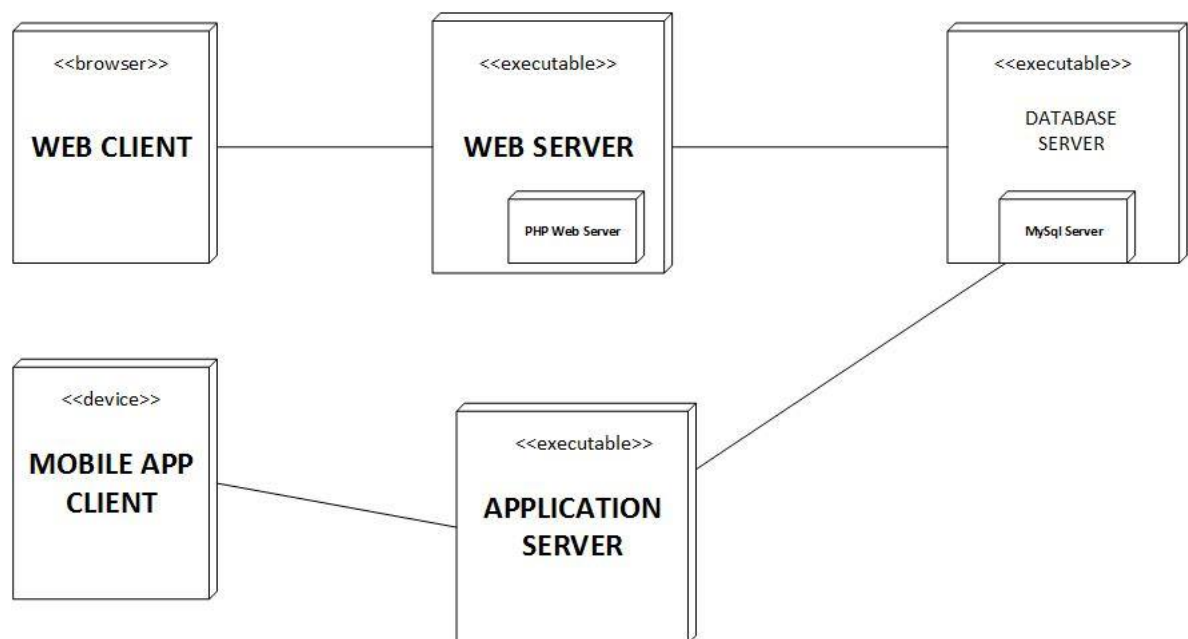 <<browser>>
WEB CLIENT
<<executable>>
WEB SERVER
PHP Web Server
<<executable>>
DATABASE
SERVER
MySql Server
<<device>>
MOBILE APP
CLIENT
<<executable>>
APPLICATION
SERVER